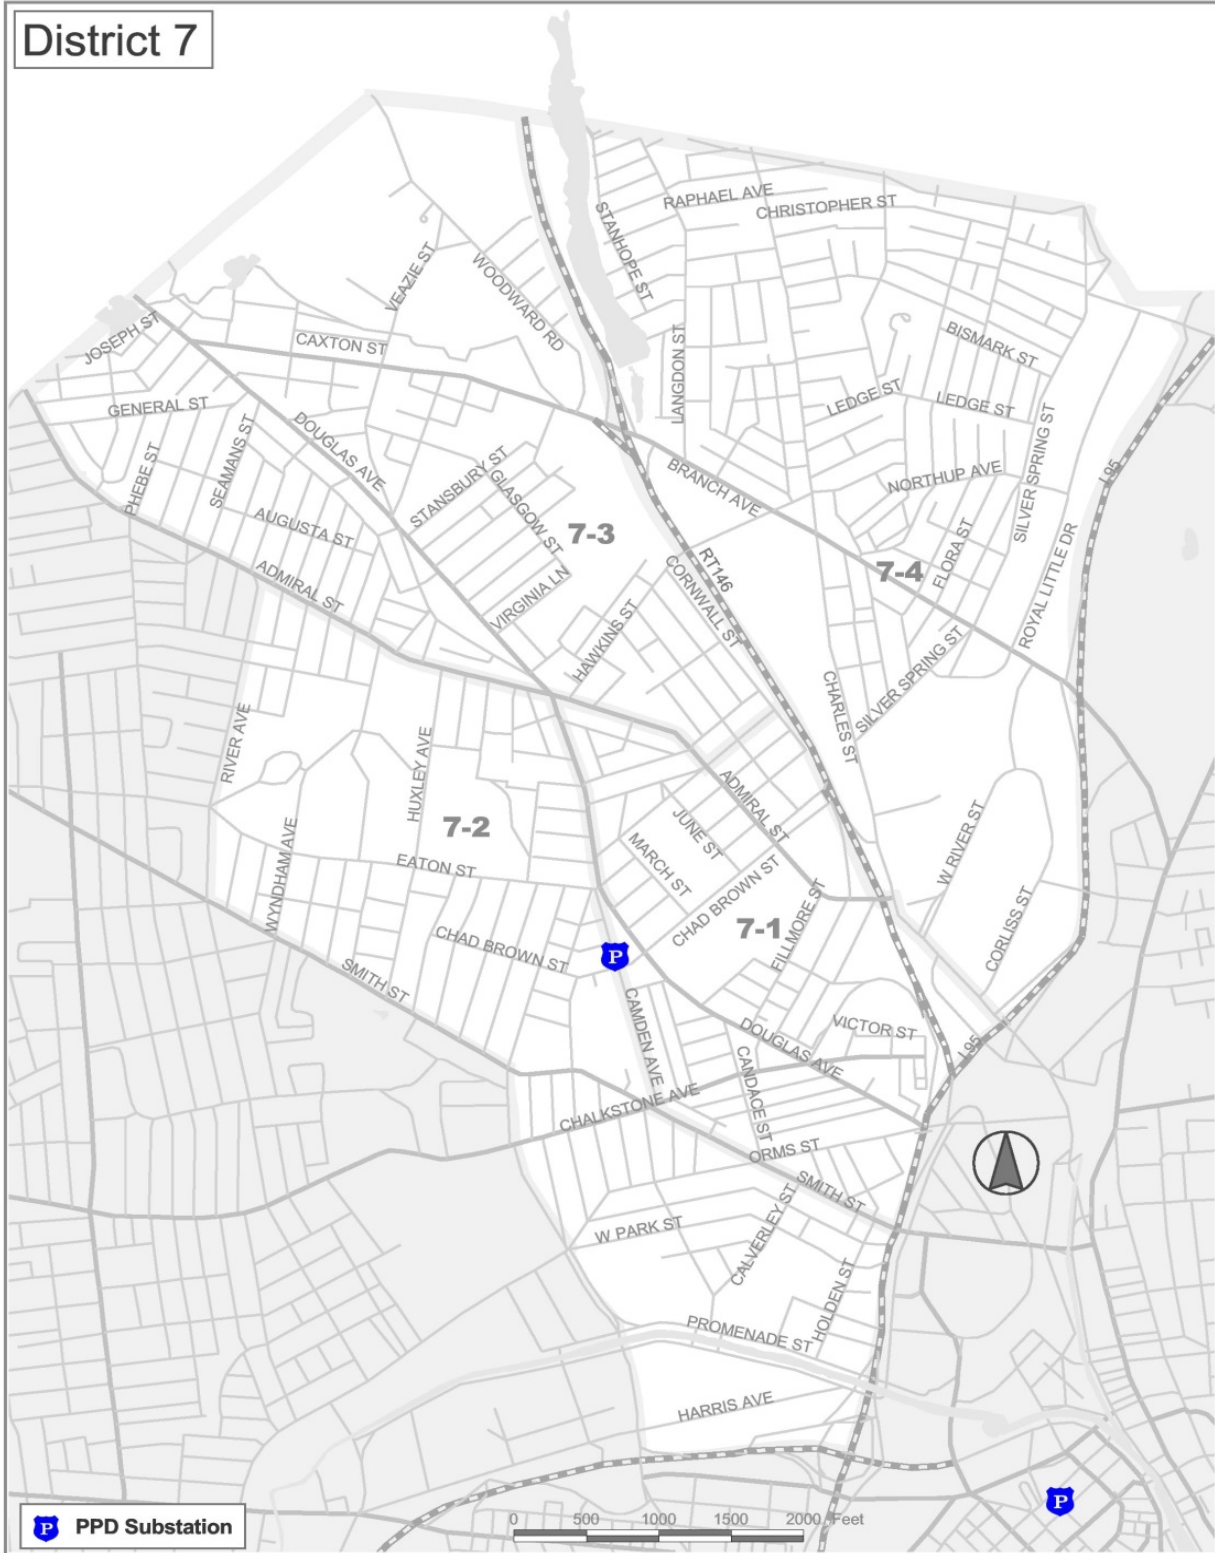 District 7
RAPHAEL AVE
CHRISTOPHER ST
STANHOPE ST
VEAZIE ST
WOODWARD RD
JOSEPH ST
CAXTON ST
LANGDON ST
BISMARK ST
LEDGE ST
LEDGE ST
GENERAL ST
DOUGLAS AVE
SEAMANS ST
PHEBE ST
STANSBURY ST
GLASGOW ST
BRANCH AVE
NORTHUP AVE
SILVER SPRING ST
I-95
AUGUSTA ST
7-3
ADMIRAL ST
VIRGINIA LN
HAWKINS ST
RT146
CORNWALL ST
7-4
FLORA ST
ROYAL LITTLE DR
RIVER AVE
HUXLEY AVE
CHARLES ST
SILVER SPRING ST
7-2
ADMIRAL ST
JUNE ST
MARCH ST
W RIVER ST
WYNDHAM AVE
EATON ST
CHAD BROWN ST
7-1
FILLMORE ST
CORLISS ST
CHAD BROWN ST
P
SMITH ST
CAMDEN AVE
DOUGLAS AVE
VICTOR ST
I-95
CANDACE ST
CHALKSTONE AVE
ORMS ST
SMITH ST
W PARK ST
CALVERLEY ST
HOLDEN ST
PROMENADE ST
HARRIS AVE
P
P PPD Substation
0 500 1000 1500 2000 Feet